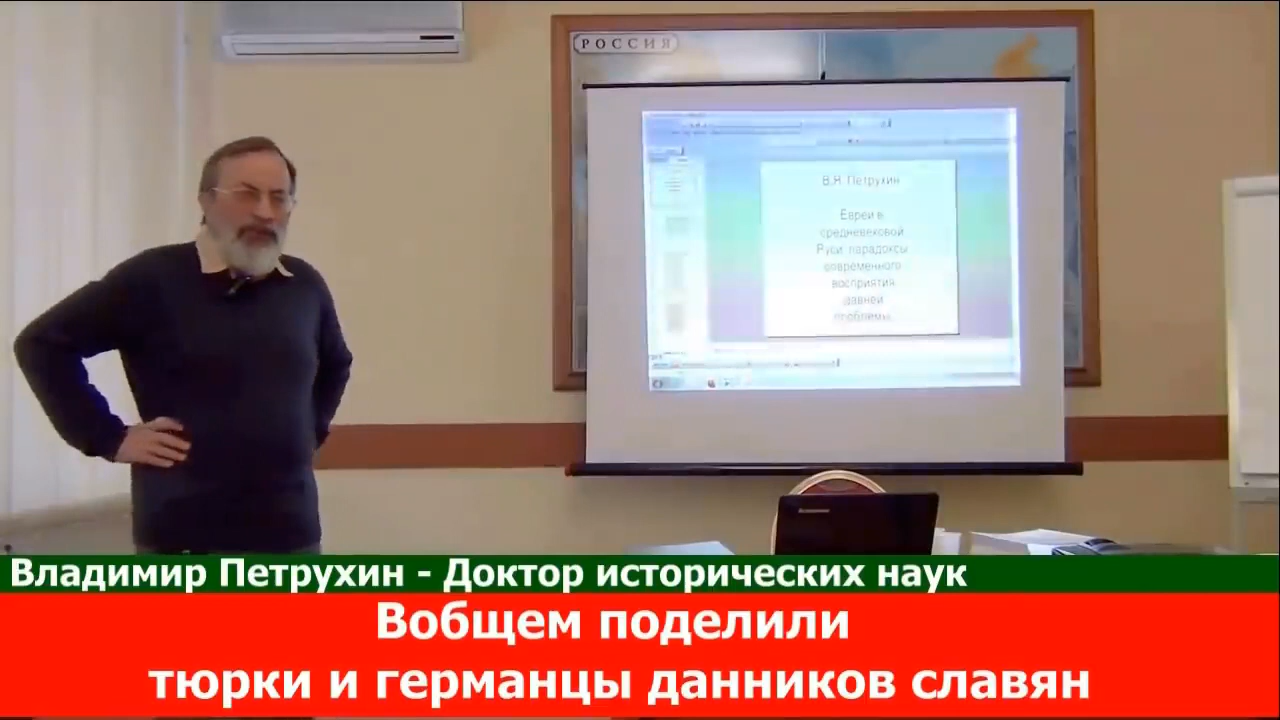 РОССИЯ
В.Я. Петрухин
Евреи в
средневековой
Руси: парадоксы
современного
восприятия
давней
проблемы
Владимир Петрухин - Доктор исторических наук
Вобщем поделили
тюрки и германцы данников славян